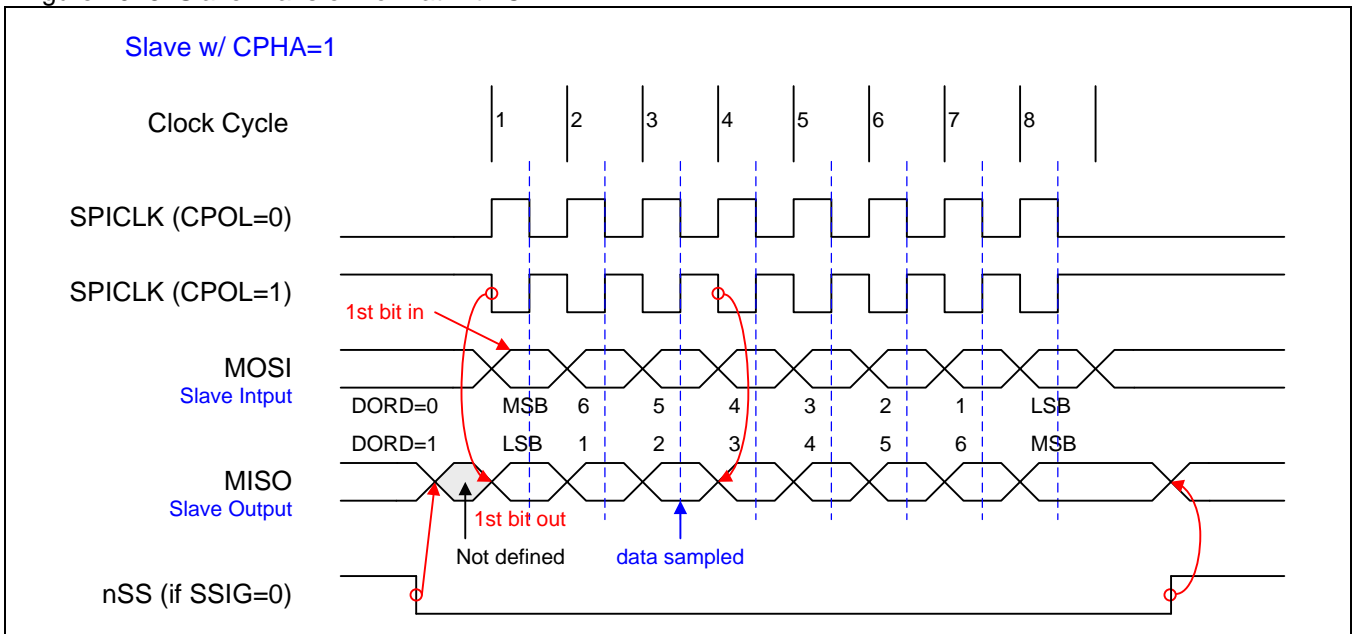 Slave w/ CPHA=1
Clock Cycle
1 2 3 4 5 6 7 8
SPICLK (CPOL=0)
SPICLK (CPOL=1)
1st bit in
MOSI
Slave Intput
DORD=0 MSB 6 5 4 3 2 1 LSB
DORD=1 LSB 1 2 3 4 5 6 MSB
MISO
Slave Output
1st bit out
Not defined data sampled
nSS (if SSIG=0)